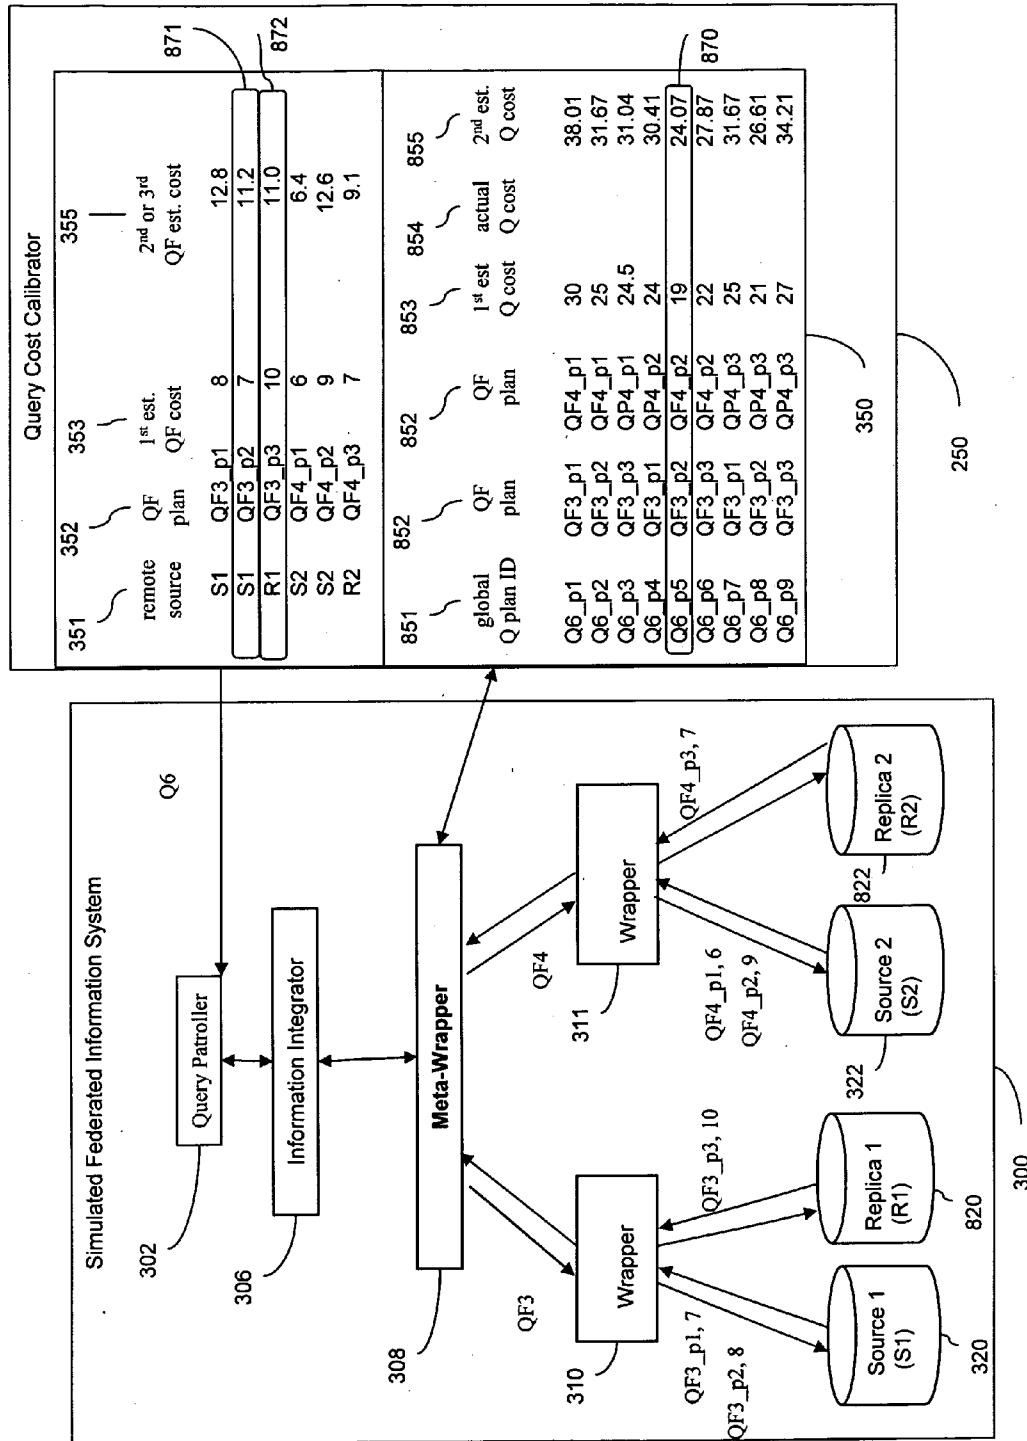 Query Cost Calibrator
351
352
353
355
remote source
QF plan
1st est. QF cost
2nd or 3rd QF est. cost
S1 QF3_p1 8 12.8
S1 QF3_p2 7 11.2
R1 QF3_p3 10 11.0
S2 QF4_p1 6 6.4
S2 QF4_p2 9 12.6
R2 QF4_p3 7 9.1
871
872
851
852
852
853
854
855
global Q plan ID
QF plan
QF plan
1st est Q cost
actual Q cost
2nd est. Q cost
Q6_p1 QF3_p1 QF4_p1 30 38.01
Q6_p2 QF3_p2 QF4_p1 25 31.67
Q6_p3 QF3_p3 QP4_p1 24.5 31.04
Q6_p4 QF3_p1 QP4_p2 24 30.41
Q6_p5 QF3_p2 QF4_p2 19 24.07
Q6_p6 QF3_p3 QF4_p2 22 27.87
Q6_p7 QF3_p1 QP4_p3 25 31.67
Q6_p8 QF3_p2 QP4_p3 21 26.61
Q6_p9 QF3_p3 QP4_p3 27 34.21
870
350
250
Simulated Federated Information System
Q6
302
Query Patroller
306
Information Integrator
308
Meta-Wrapper
QF3
QF4
310
Wrapper
311
Wrapper
QF3_p1, 7
QF3_p2, 8
QF3_p3, 10
QF4_p1, 6
QF4_p2, 9
QF4_p3, 7
Source 1 (S1)
320
Replica 1 (R1)
820
Source 2 (S2)
322
Replica 2 (R2)
822
300